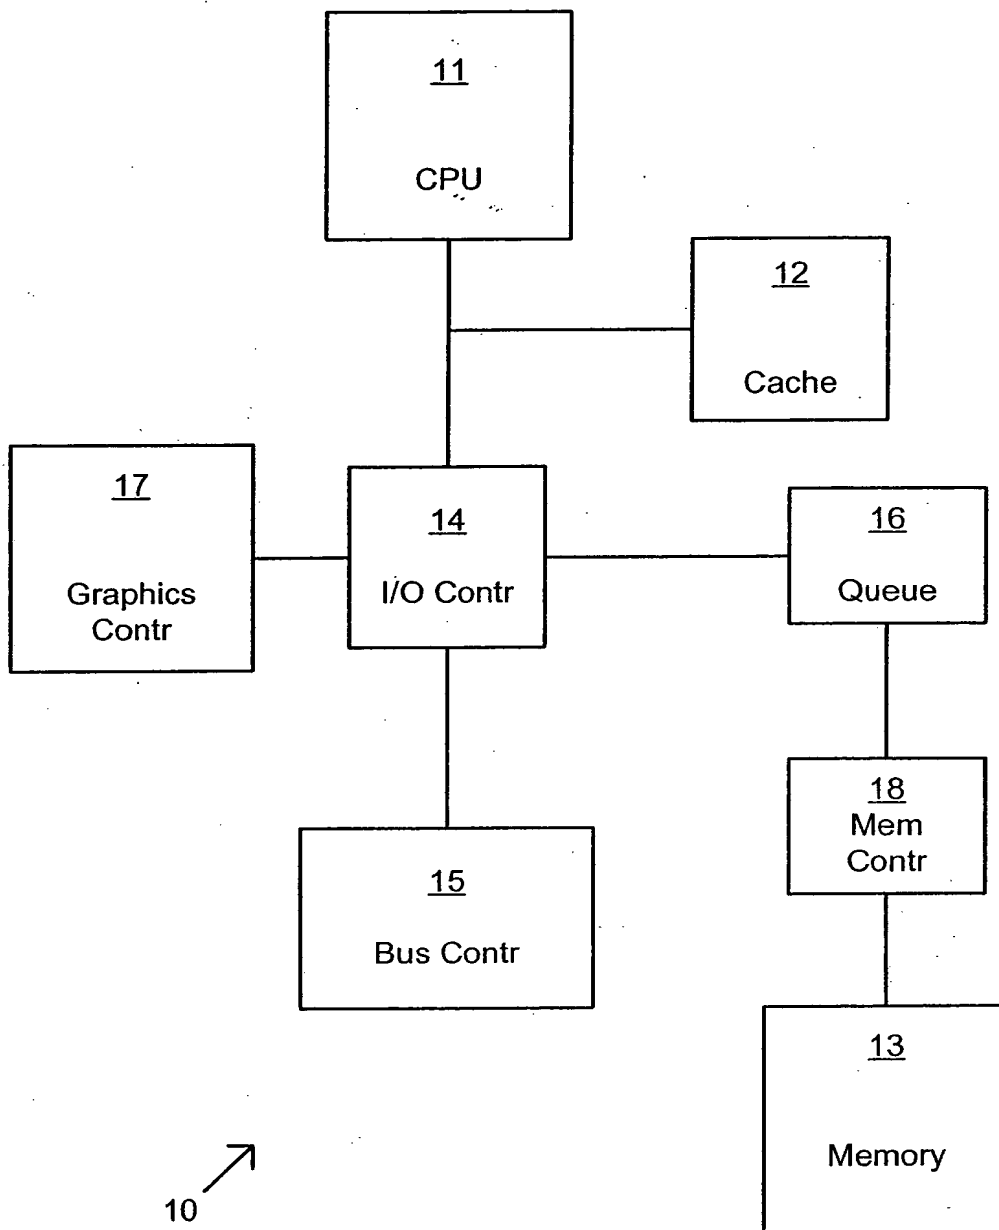 11
CPU
12
Cache
17
Graphics
Contr
14
I/O Contr
16
Queue
18
Mem
Contr
15
Bus Contr
13
Memory
10